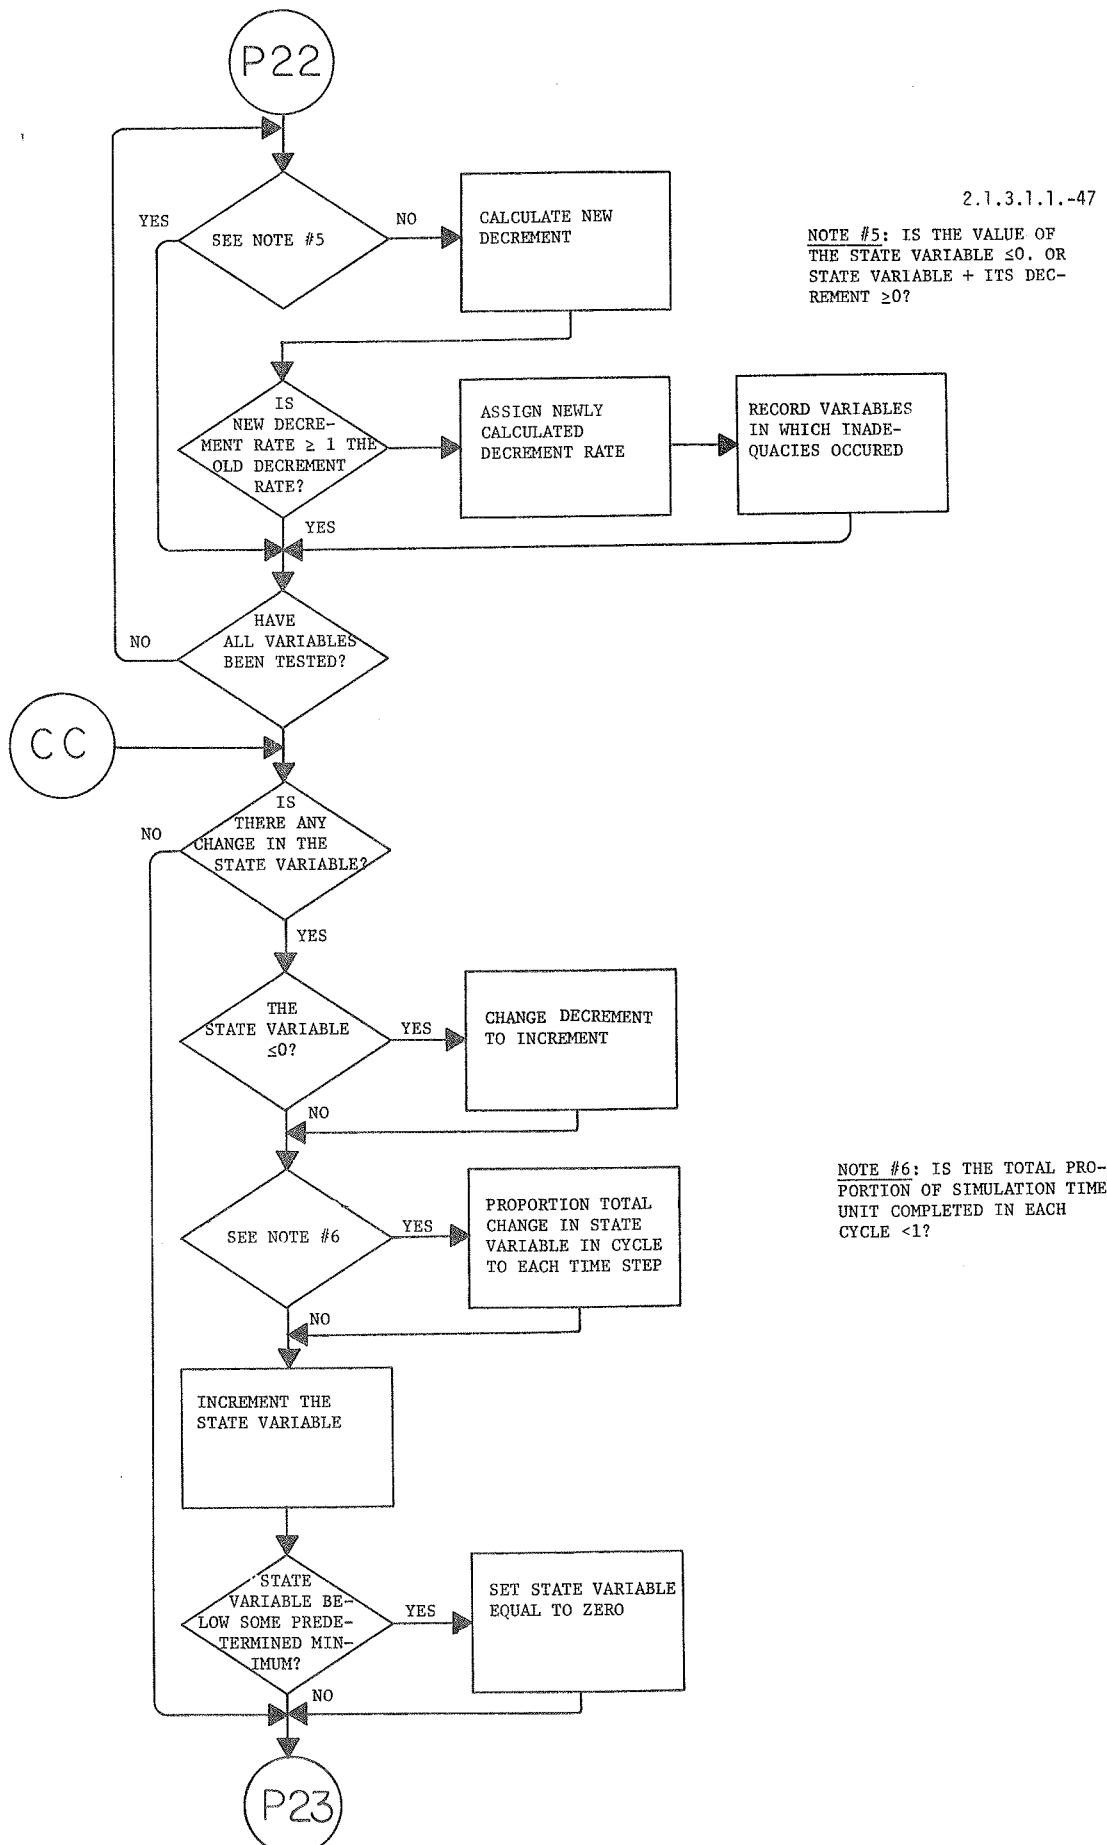 P22
2.1.3.1.1.-47
YES
SEE NOTE #5
NO
CALCULATE NEW
DECREMENT
NOTE #5: IS THE VALUE OF
THE STATE VARIABLE ≤0. OR
STATE VARIABLE + ITS DEC-
REMENT ≥0?
IS
NEW DECRE-
MENT RATE ≥ 1 THE
OLD DECREMENT
RATE?
ASSIGN NEWLY
CALCULATED
DECREMENT RATE
RECORD VARIABLES
IN WHICH INADE-
QUACIES OCCURED
YES
HAVE
ALL VARIABLES
BEEN TESTED?
NO
CC
IS
THERE ANY
CHANGE IN THE
STATE VARIABLE?
NO
YES
THE
STATE VARIABLE
≤0?
YES
CHANGE DECREMENT
TO INCREMENT
NO
SEE NOTE #6
YES
PROPORTION TOTAL
CHANGE IN STATE
VARIABLE IN CYCLE
TO EACH TIME STEP
NOTE #6: IS THE TOTAL PRO-
PORTION OF SIMULATION TIME
UNIT COMPLETED IN EACH
CYCLE <1?
NO
INCREMENT THE
STATE VARIABLE
STATE
VARIABLE BE-
LOW SOME PREDE-
TERMINED MIN-
IMUM?
YES
SET STATE VARIABLE
EQUAL TO ZERO
NO
P23